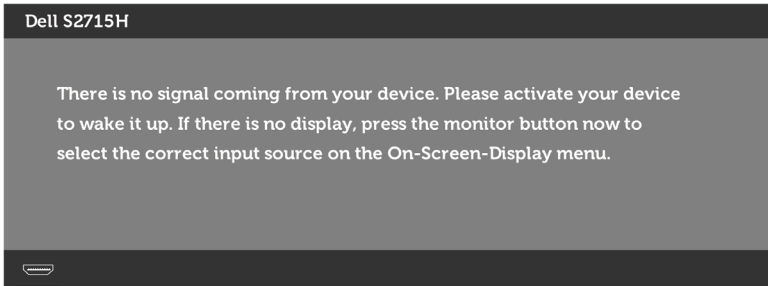 Dell S2715H
There is no signal coming from your device. Please activate your device
to wake it up. If there is no display, press the monitor button now to
select the correct input source on the On-Screen-Display menu.